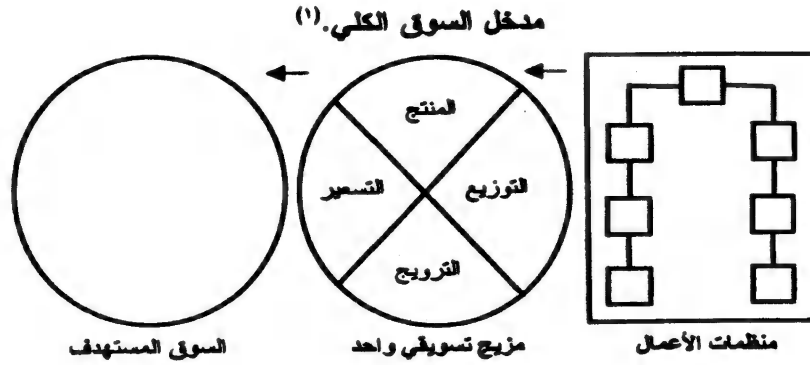 مدخل السوق الكلي.(١)
المنتج
التوزيع
التسعير
الترويج
منظمات الأعمال
مزيج تسويقي واحد
السوق المستهدف